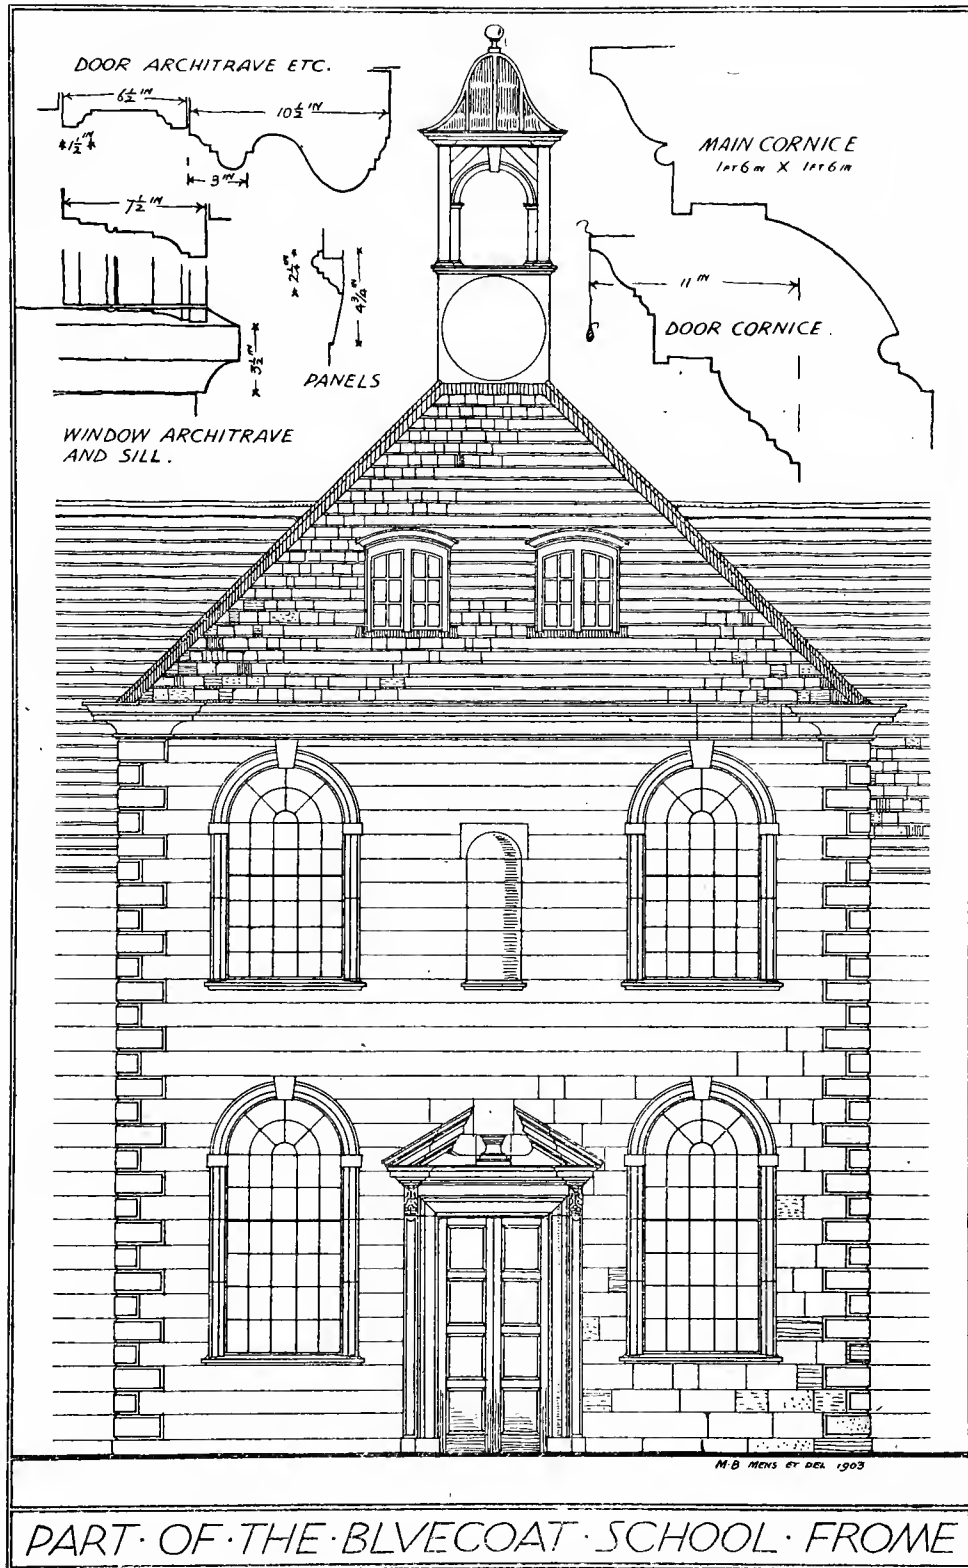 DOOR ARCHITRAVE ETC.
6½ IN
10½ IN
1½ IN
3 IN
7½ IN
2¼ IN
4¾ IN
3½ IN
PANELS
WINDOW ARCHITRAVE
AND SILL.
MAIN CORNICE
1FT 6IN X 1FT 6IN
11 IN
DOOR CORNICE.
M·B MENS ET DEL 1903
PART·OF·THE·BLVECOAT·SCHOOL·FROME